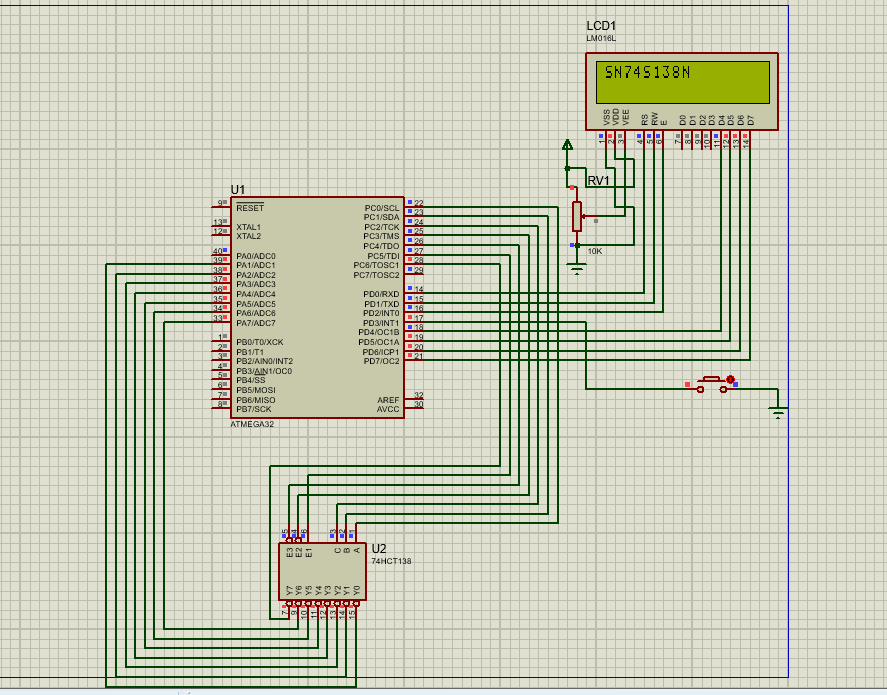 LCD1
LM016L
SN74S138N
VSS VDD VEE RS RW E D0 D1 D2 D3 D4 D5 D6 D7
1 2 3 4 5 6 7 8 9 10 11 12 13 14
RV1
10K
U1
9 RESET PC0/SCL 22
PC1/SDA 23
13 XTAL1 PC2/TCK 24
12 XTAL2 PC3/TMS 25
PC4/TDO 26
40 PA0/ADC0 PC5/TDI 27
39 PA1/ADC1 PC6/TOSC1 28
38 PA2/ADC2 PC7/TOSC2 29
37 PA3/ADC3
36 PA4/ADC4 PD0/RXD 14
35 PA5/ADC5 PD1/TXD 15
34 PA6/ADC6 PD2/INT0 16
33 PA7/ADC7 PD3/INT1 17
PD4/OC1B 18
1 PB0/T0/XCK PD5/OC1A 19
2 PB1/T1 PD6/ICP1 20
3 PB2/AIN0/INT2 PD7/OC2 21
4 PB3/AIN1/OC0
5 PB4/SS
6 PB5/MOSI
7 PB6/MISO AREF 32
8 PB7/SCK AVCC 30
ATMEGA32
5 4 6 3 2 1
E3 E2 E1 C B A
U2
74HCT138
Y7 Y6 Y5 Y4 Y3 Y2 Y1 Y0
7 9 10 11 12 13 14 15